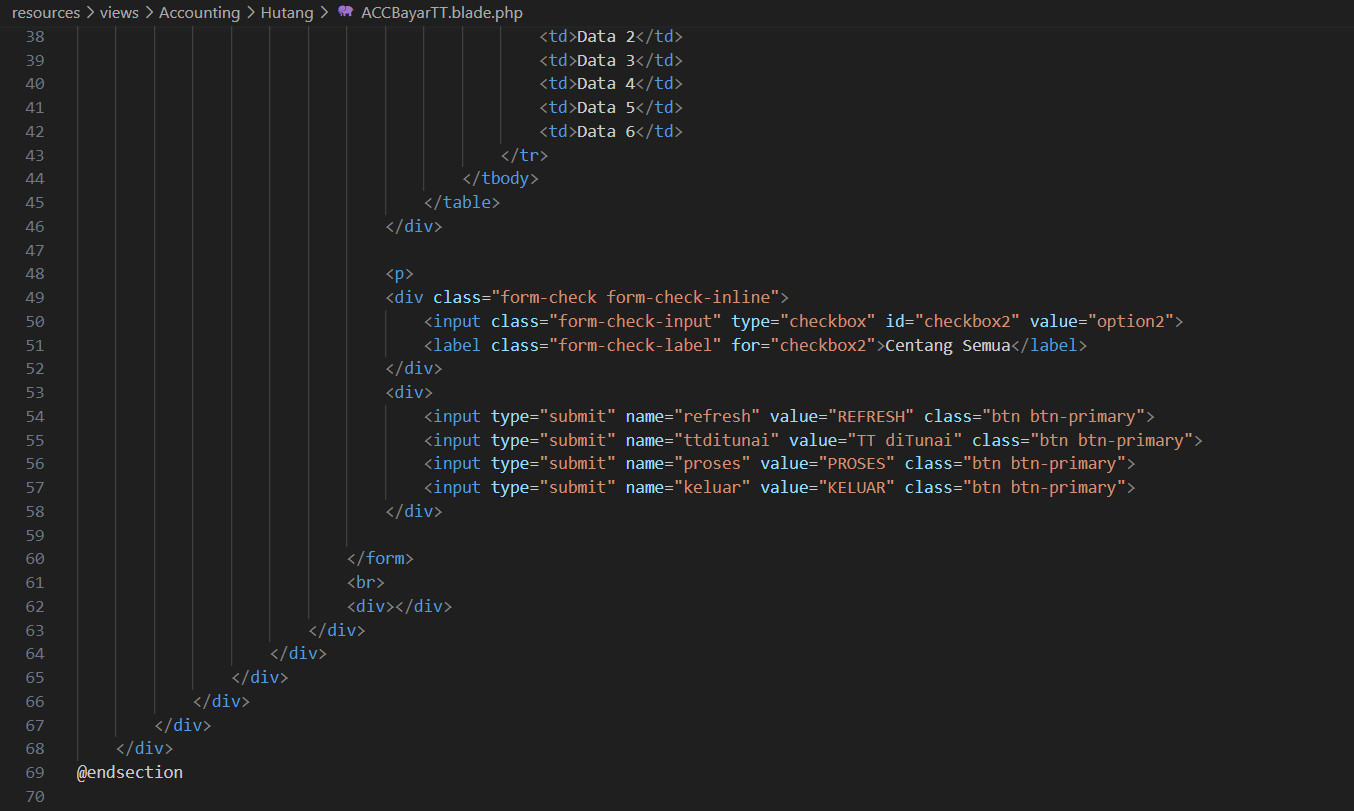 resources > views > Accounting > Hutang > ACCBayarTT.blade.php
38 <td>Data 2</td>
39 <td>Data 3</td>
40 <td>Data 4</td>
41 <td>Data 5</td>
42 <td>Data 6</td>
43 </tr>
44 </tbody>
45 </table>
46 </div>
47
48 <p>
49 <div class="form-check form-check-inline">
50 <input class="form-check-input" type="checkbox" id="checkbox2" value="option2">
51 <label class="form-check-label" for="checkbox2">Centang Semua</label>
52 </div>
53 <div>
54 <input type="submit" name="refresh" value="REFRESH" class="btn btn-primary">
55 <input type="submit" name="ttditunai" value="TT diTunai" class="btn btn-primary">
56 <input type="submit" name="proses" value="PROSES" class="btn btn-primary">
57 <input type="submit" name="keluar" value="KELUAR" class="btn btn-primary">
58 </div>
59
60 </form>
61 <br>
62 <div></div>
63 </div>
64 </div>
65 </div>
66 </div>
67 </div>
68 </div>
69 @endsection
70